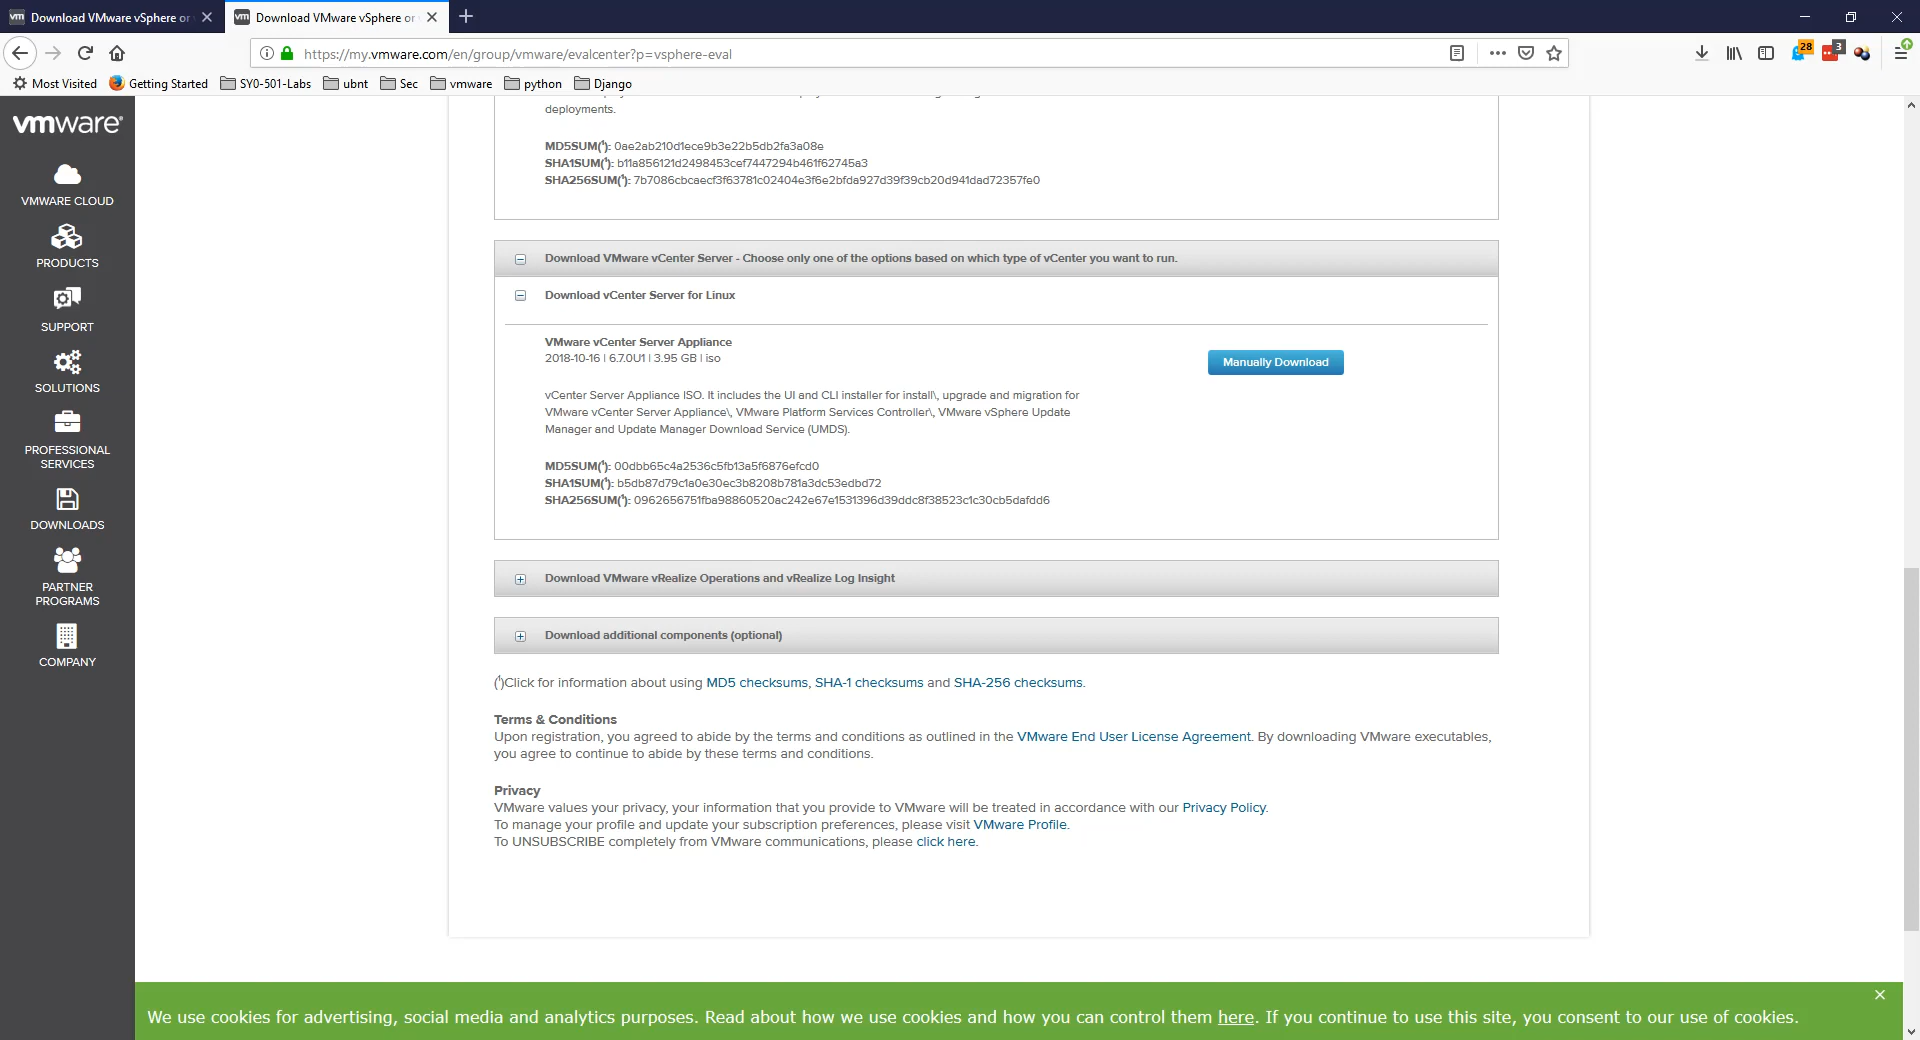 Download VMware vSphere or
Download VMware vSphere or
https://my.vmware.com/en/group/vmware/evalcenter?p=vsphere-eval
28
3
Most Visited
Getting Started
SY0-501-Labs
ubnt
Sec
vmware
python
Django
vmware
VMWARE CLOUD
PRODUCTS
SUPPORT
SOLUTIONS
PROFESSIONAL
SERVICES
DOWNLOADS
PARTNER
PROGRAMS
COMPANY
deployments.
MD5SUM(¹): 0ae2ab210d1ece9b3e22b5db2fa3a08e
SHA1SUM(¹): b11a856121d2498453cef7447294b461f62745a3
SHA256SUM(¹): 7b7086cbcaecf3f63781c02404e3f6e2bfda927d39f39cb20d941dad72357fe0
Download VMware vCenter Server - Choose only one of the options based on which type of vCenter you want to run.
Download vCenter Server for Linux
VMware vCenter Server Appliance
2018-10-16 | 6.7.0U1 | 3.95 GB | iso
Manually Download
vCenter Server Appliance ISO. It includes the UI and CLI installer for install\, upgrade and migration for
VMware vCenter Server Appliance\, VMware Platform Services Controller\, VMware vSphere Update
Manager and Update Manager Download Service (UMDS).
MD5SUM(¹): 00dbb65c4a2536c5fb13a5f6876efcd0
SHA1SUM(¹): b5db87d79c1a0e30ec3b8208b781a3dc53edbd72
SHA256SUM(¹): 0962656751fba98860520ac242e67e1531396d39ddc8f38523c1c30cb5dafdd6
Download VMware vRealize Operations and vRealize Log Insight
Download additional components (optional)
(¹)Click for information about using MD5 checksums, SHA-1 checksums and SHA-256 checksums.
Terms & Conditions
Upon registration, you agreed to abide by the terms and conditions as outlined in the VMware End User License Agreement. By downloading VMware executables,
you agree to continue to abide by these terms and conditions.
Privacy
VMware values your privacy, your information that you provide to VMware will be treated in accordance with our Privacy Policy.
To manage your profile and update your subscription preferences, please visit VMware Profile.
To UNSUBSCRIBE completely from VMware communications, please click here.
We use cookies for advertising, social media and analytics purposes. Read about how we use cookies and how you can control them here. If you continue to use this site, you consent to our use of cookies.